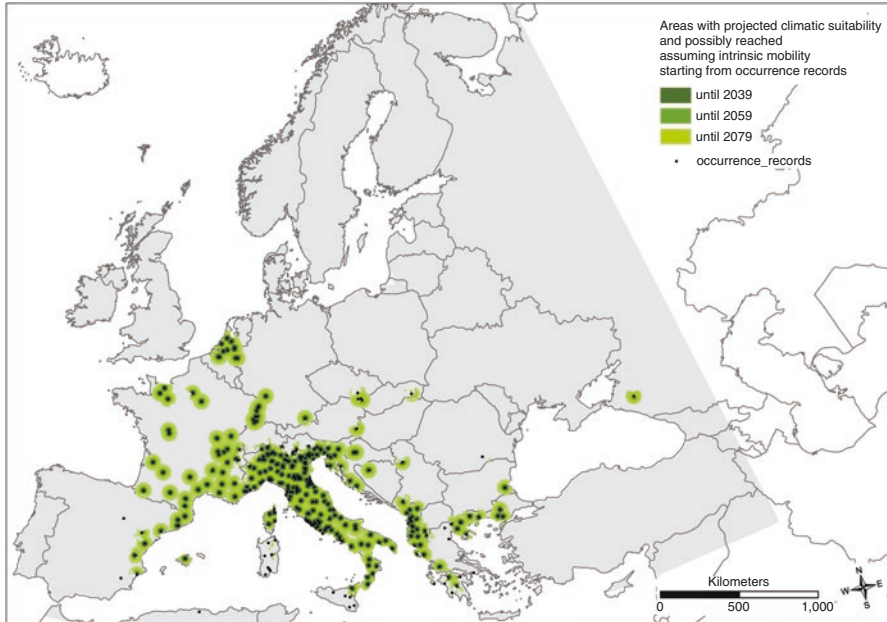 Areas with projected climatic suitability
and possibly reached
assuming intrinsic mobility
starting from occurrence records
until 2039
until 2059
until 2079
occurrence_records
Kilometers
0 500 1,000
N
W E
S